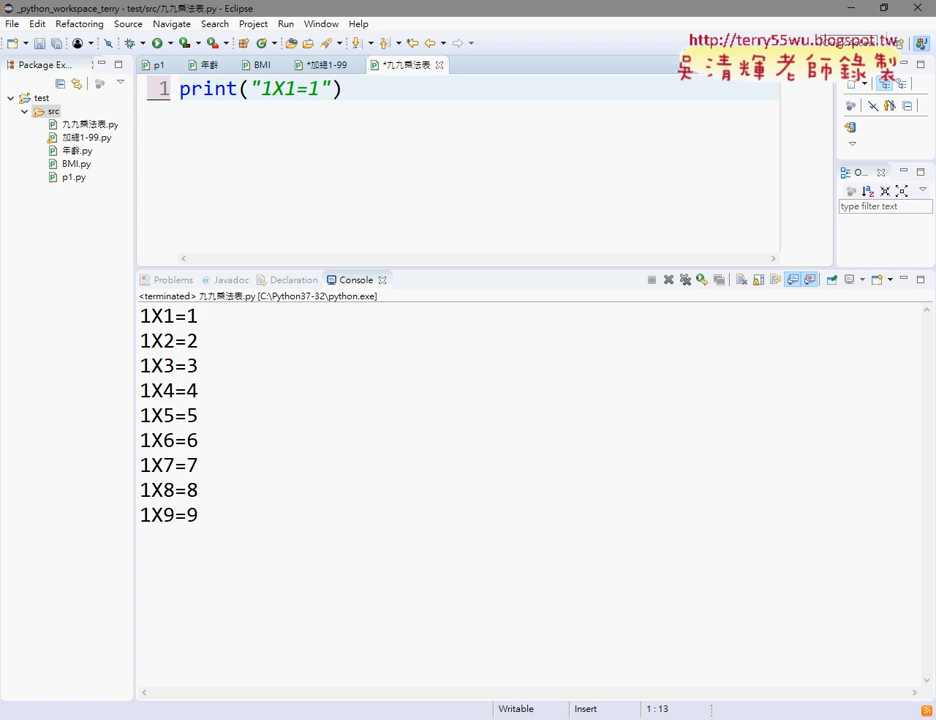 _python_workspace_terry - test/src/九九乘法表.py - Eclipse
File Edit Refactoring Source Navigate Search Project Run Window Help
http://terry55wu.blogspot.tw
吳清輝老師錄製
Package Ex...
p1 年齡 BMI *加總1-99 *九九乘法表
test
src
九九乘法表.py
加總1-99.py
年齡.py
BMI.py
p1.py
1 print("1X1=1")
O...
type filter text
Problems Javadoc Declaration Console
<terminated> 九九乘法表.py [C:\Python37-32\python.exe]
1X1=1
1X2=2
1X3=3
1X4=4
1X5=5
1X6=6
1X7=7
1X8=8
1X9=9
Writable Insert 1 : 13